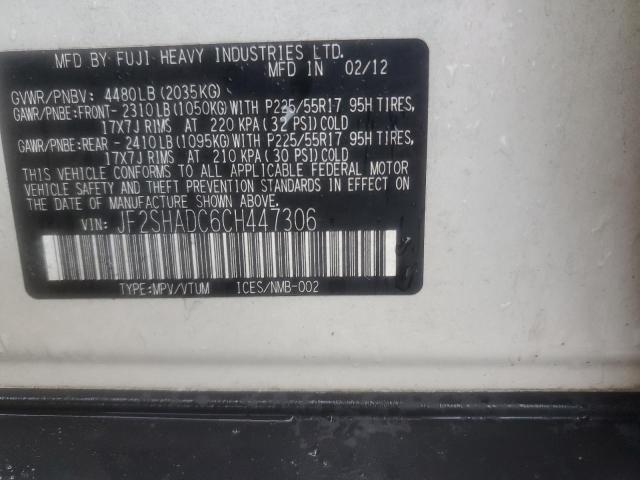 MFD BY FUJI HEAVY INDUSTRIES LTD.
MFD IN 02/12
GVWR/PNBV: 4480LB(2035KG)
GAWR/PNBE:FRONT-2310LB(1050KG)WITH P225/55R17 95H TIRES,
17X7J RIMS AT 220 KPA(32 PSI)COLD
GAWR/PNBE:REAR -2410LB(1095KG)WITH P225/55R17 95H TIRES,
17X7J RIMS AT 210 KPA(30 PSI)COLD
THIS VEHICLE CONFORMS TO ALL APPLICABLE FEDERAL MOTOR
VEHICLE SAFETY AND THEFT PREVENTION STANDARDS IN EFFECT ON
THE DATE OF MANUFACTURE SHOWN ABOVE.
VIN: JF2SHADC6CH447306
TYPE:MPV/VTUM ICES/NMB-002